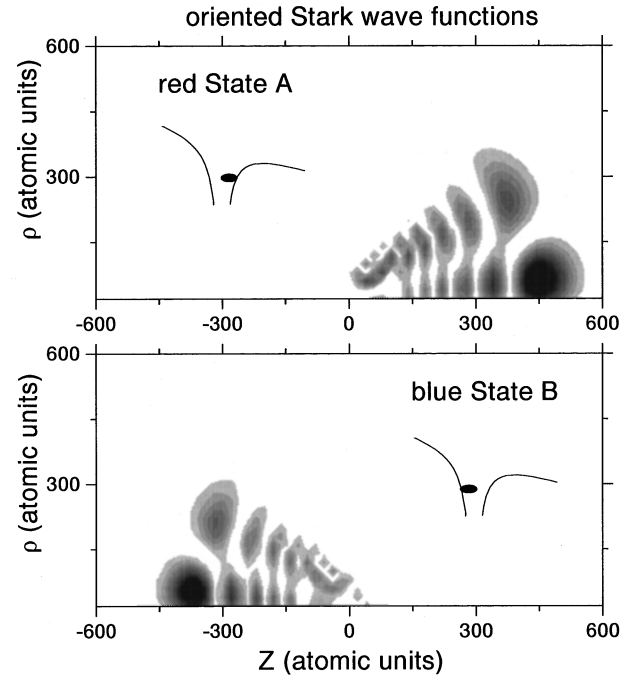 oriented Stark wave functions
600
red State A
ρ (atomic units)
300
-600
-300
0
300
600
600
blue State B
ρ (atomic units)
300
-600
-300
0
300
600
Z (atomic units)